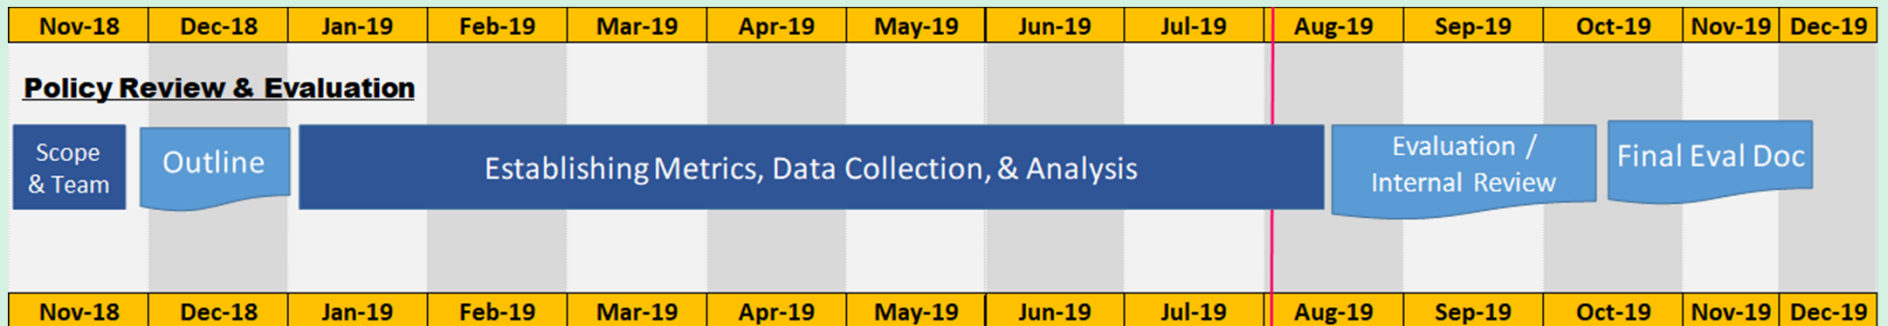 Nov-18 Dec-18 Jan-19 Feb-19 Mar-19 Apr-19 May-19 Jun-19 Jul-19 Aug-19 Sep-19 Oct-19 Nov-19 Dec-19
Policy Review & Evaluation
Scope
& Team
Outline
Establishing Metrics, Data Collection, & Analysis
Evaluation /
Internal Review
Final Eval Doc
Nov-18 Dec-18 Jan-19 Feb-19 Mar-19 Apr-19 May-19 Jun-19 Jul-19 Aug-19 Sep-19 Oct-19 Nov-19 Dec-19